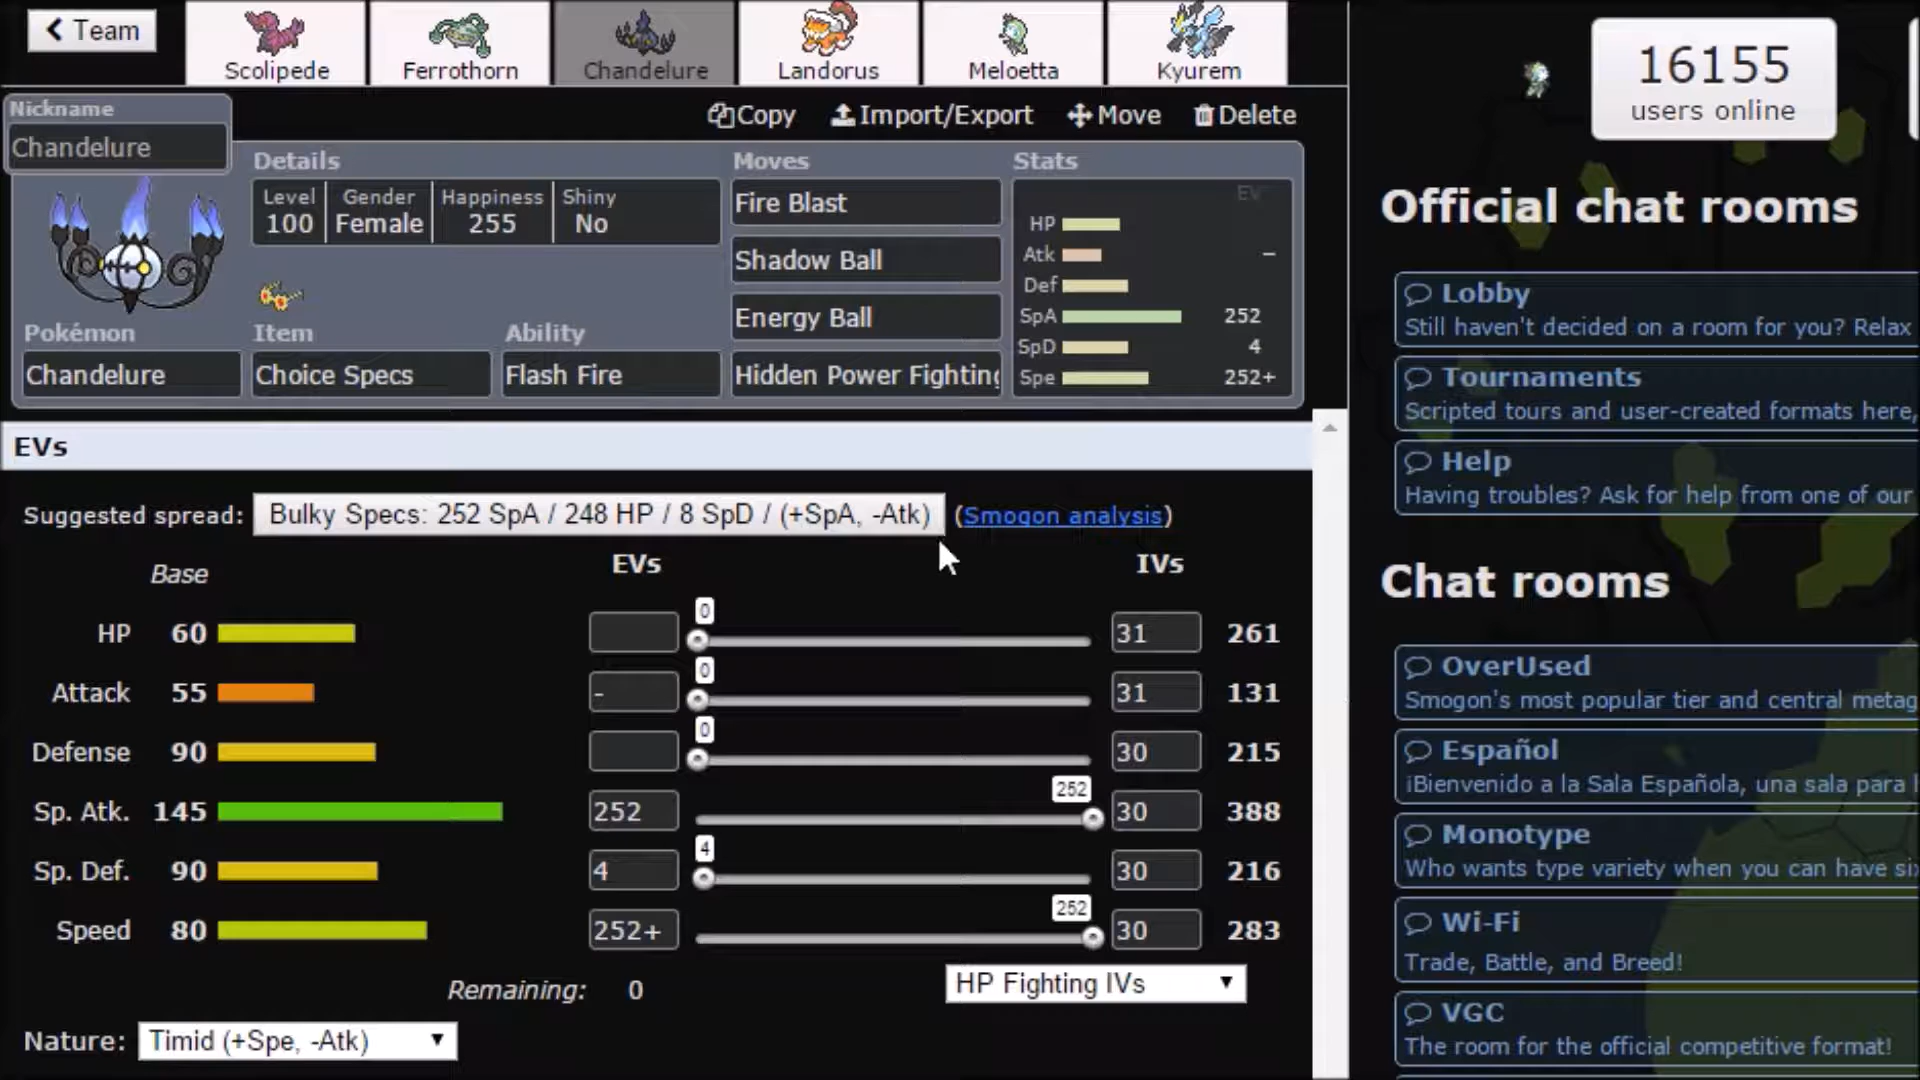 Team
Scolipede
Ferrothorn
Chandelure
Landorus
Meloetta
Kyurem
16155
users online
Nickname
Chandelure
Copy
Import/Export
Move
Delete
Details
Level
100
Gender
Female
Happiness
255
Shiny
No
Moves
Fire Blast
Shadow Ball
Energy Ball
Hidden Power Fighting
Stats
EV
HP
Atk –
Def
SpA 252
SpD 4
Spe 252+
Pokémon
Chandelure
Item
Choice Specs
Ability
Flash Fire
EVs
Suggested spread: Bulky Specs: 252 SpA / 248 HP / 8 SpD / (+SpA, -Atk) (Smogon analysis)
Base EVs IVs
HP 60 0 31 261
Attack 55 - 0 31 131
Defense 90 0 30 215
Sp. Atk. 145 252 252 30 388
Sp. Def. 90 4 4 30 216
Speed 80 252+ 252 30 283
Remaining: 0
HP Fighting IVs
Nature: Timid (+Spe, -Atk)
Official chat rooms
Lobby
Still haven't decided on a room for you? Relax
Tournaments
Scripted tours and user-created formats here,
Help
Having troubles? Ask for help from one of our
Chat rooms
OverUsed
Smogon's most popular tier and central metag
Español
¡Bienvenido a la Sala Española, una sala para
Monotype
Who wants type variety when you can have six
Wi-Fi
Trade, Battle, and Breed!
VGC
The room for the official competitive format!